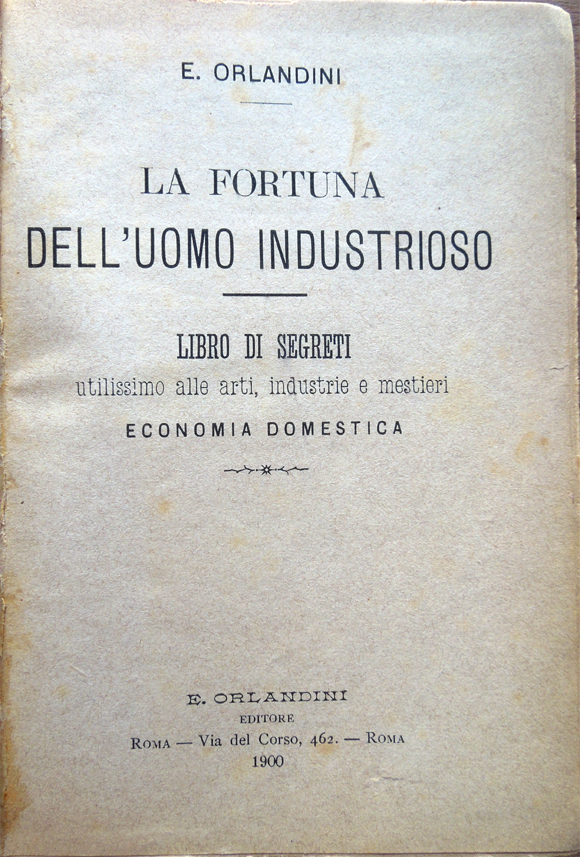 E. ORLANDINI
LA FORTUNA
DELL'UOMO INDUSTRIOSO
LIBRO DI SEGRETI
utilissimo alle arti, industrie e mestieri
ECONOMIA DOMESTICA
E. ORLANDINI
EDITORE
ROMA — Via del Corso, 462. — ROMA
1900